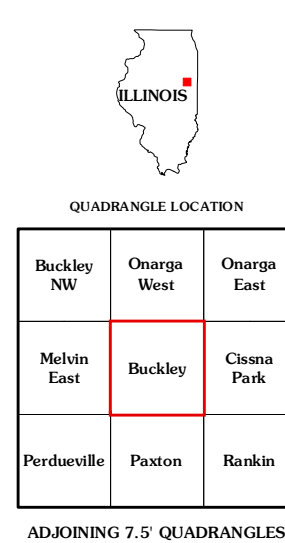 ILLINOIS
QUADRANGLE LOCATION
Buckley NW
Onarga West
Onarga East
Melvin East
Buckley
Cissna Park
Perdueville
Paxton
Rankin
ADJOINING 7.5' QUADRANGLES